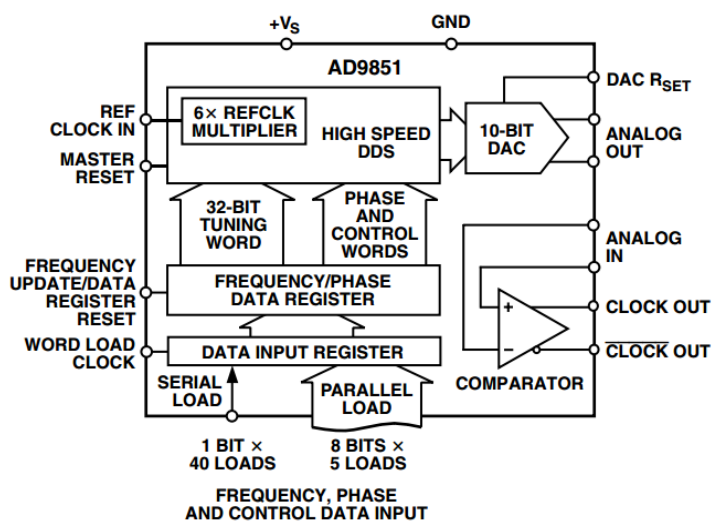 +VS
GND
AD9851
REF
CLOCK IN
6× REFCLK
MULTIPLIER
HIGH SPEED
DDS
10-BIT
DAC
DAC RSET
ANALOG
OUT
MASTER
RESET
32-BIT
TUNING
WORD
PHASE
AND
CONTROL
WORDS
ANALOG
IN
FREQUENCY
UPDATE/DATA
REGISTER
RESET
FREQUENCY/PHASE
DATA REGISTER
+
–
CLOCK OUT
CLOCK OUT
COMPARATOR
WORD LOAD
CLOCK
DATA INPUT REGISTER
SERIAL
LOAD
PARALLEL
LOAD
1 BIT ×
40 LOADS
8 BITS ×
5 LOADS
FREQUENCY, PHASE
AND CONTROL DATA INPUT